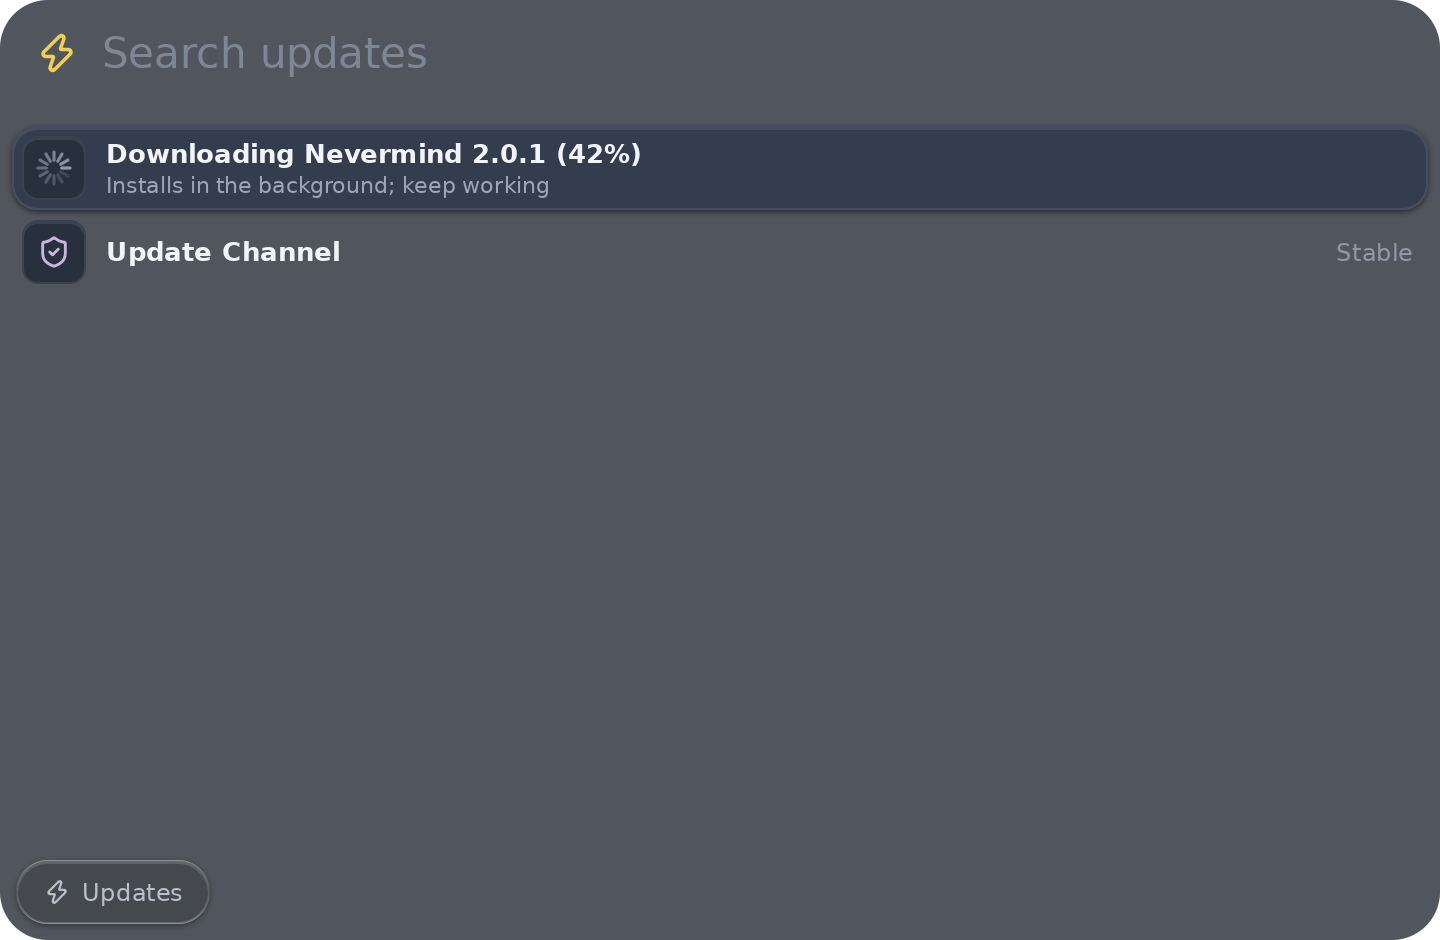 Search updates
Downloading Nevermind 2.0.1 (42%)
Installs in the background; keep working
Update Channel
Stable
Updates